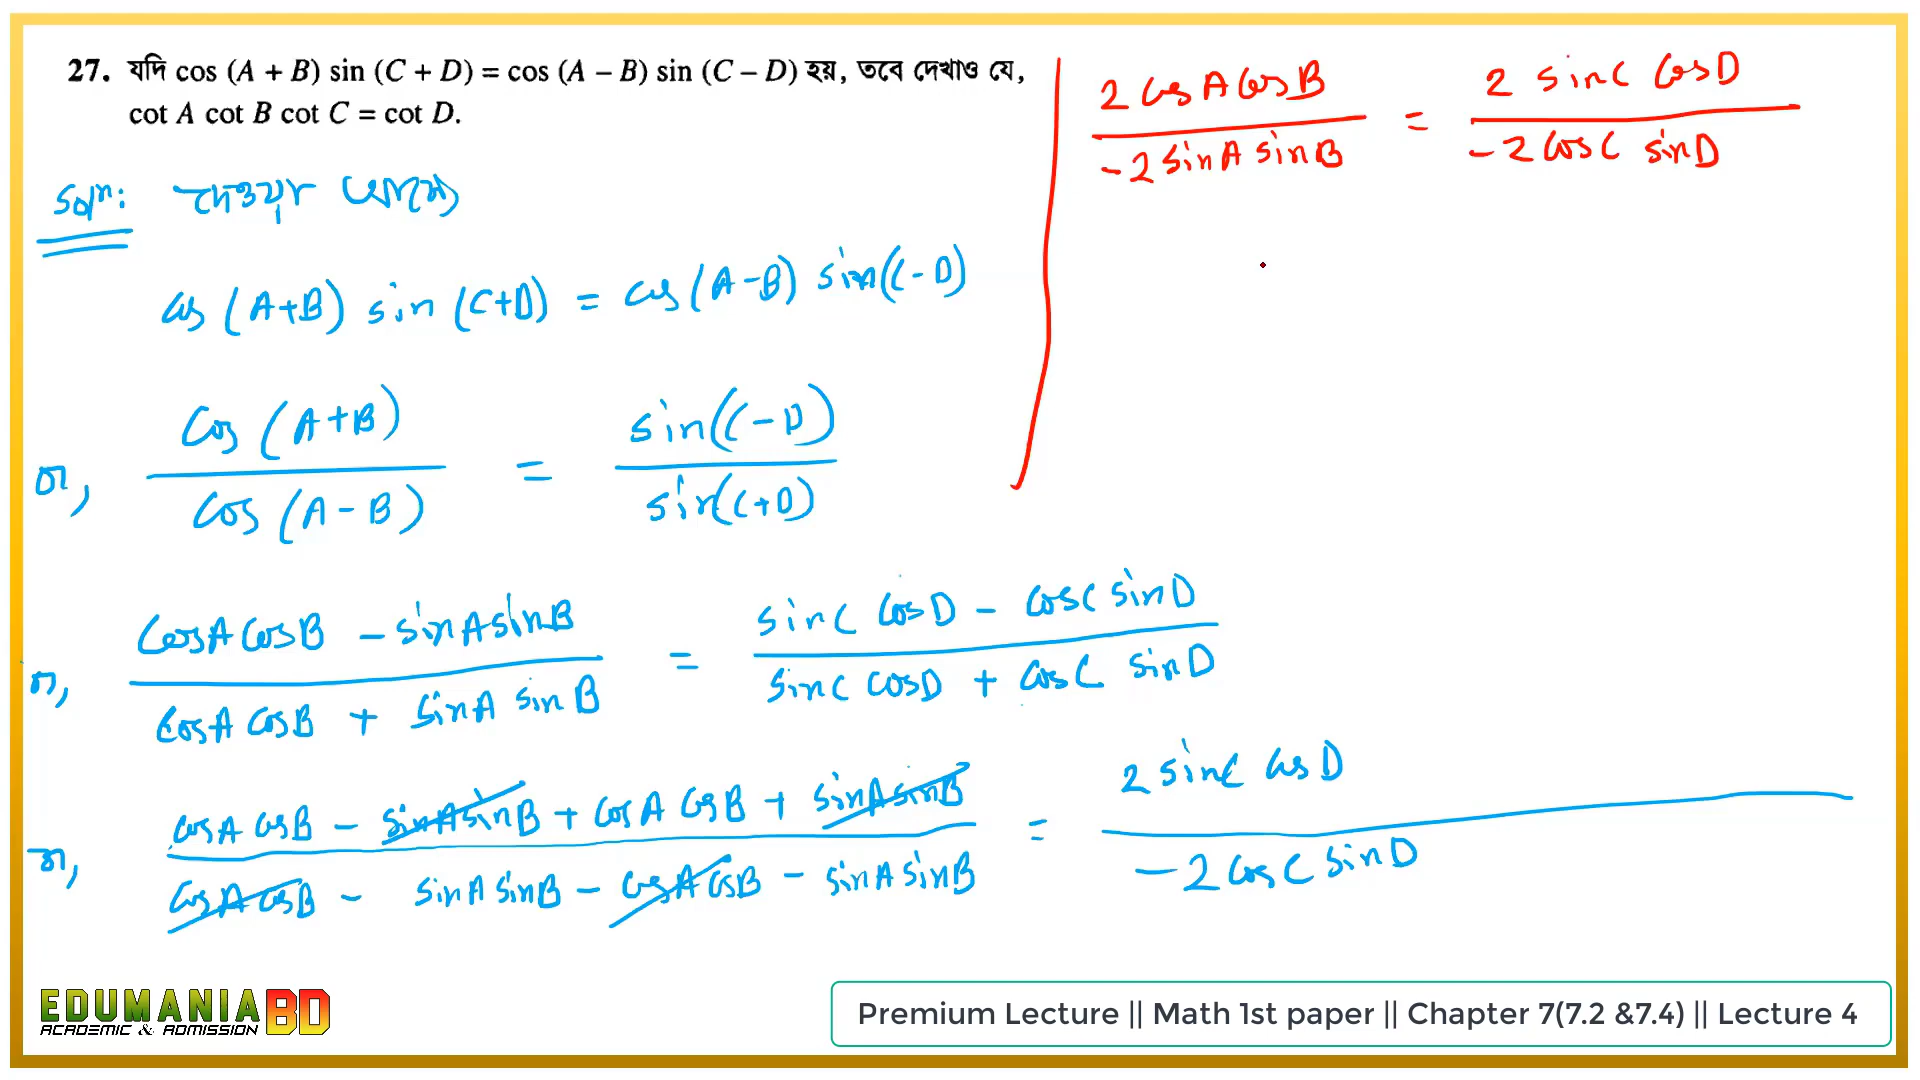 27. যদি cos (A + B) sin (C + D) = cos (A – B) sin (C – D) হয়, তবে দেখাও যে,
cot A cot B cot C = cot D.
Solⁿ: দেওয়া আছে
cos (A+B) sin (C+D) = cos (A-B) sin (C-D)
বা, cos (A+B) / cos (A-B) = sin (C-D) / sin (C+D)
বা, cosA cosB - sinA sinB / cosA cosB + sinA sinB = sinC cosD - cosC sinD / sinC cosD + cosC sinD
বা, cosA cosB - sinA sinB + cosA cosB + sinA sinB / cosA cosB - sinA sinB - cosA cosB - sinA sinB = 2 sinC cosD / -2 cosC sinD
2 cosA cosB / -2 sinA sinB = 2 sinC cosD / -2 cosC sinD
EDUMANIA BD
ACADEMIC & ADMISSION
Premium Lecture || Math 1st paper || Chapter 7(7.2 &7.4) || Lecture 4